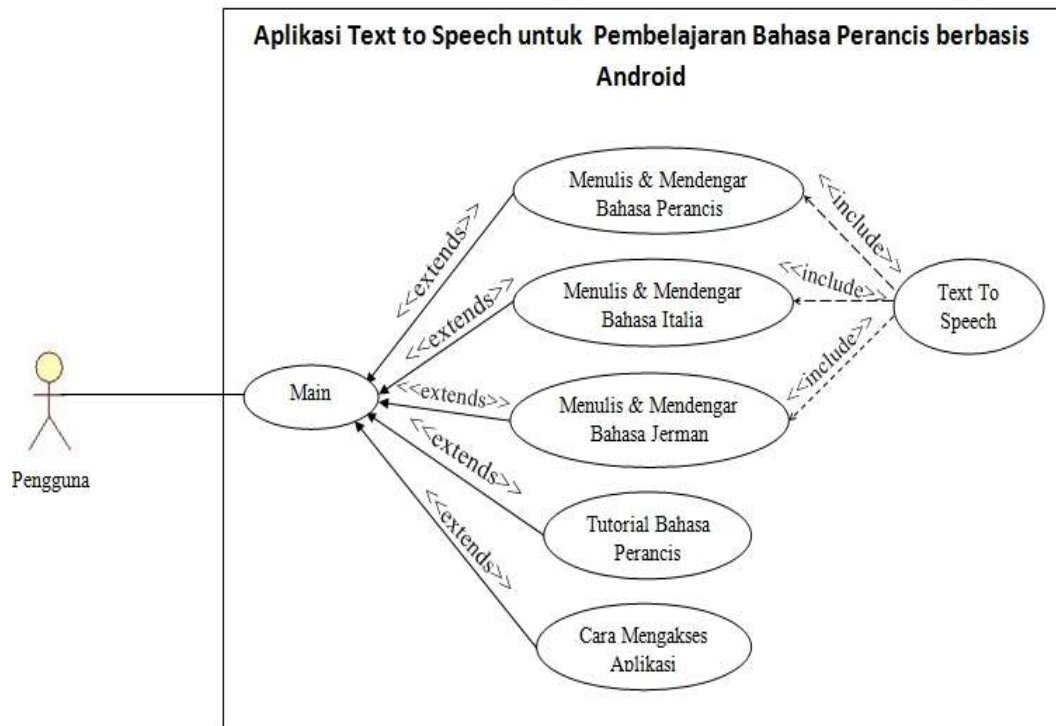 Aplikasi Text to Speech untuk Pembelajaran Bahasa Perancis berbasis
Android
Menulis & Mendengar
Bahasa Perancis
<<extends>>
<<include>>
Menulis & Mendengar
Bahasa Italia
<<extends>>
<<include>>
Text To
Speech
Main
<<extends>>
Menulis & Mendengar
Bahasa Jerman
<<include>>
Pengguna
<<extends>>
Tutorial Bahasa
Perancis
<<extends>>
Cara Mengakses
Aplikasi